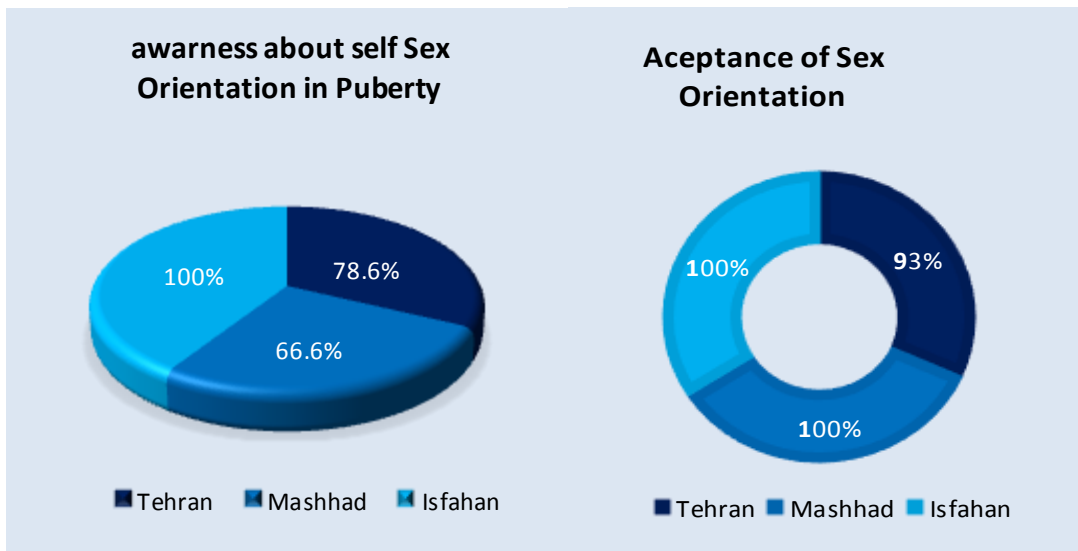 awarness about self Sex
Orientation in Puberty
100%
78.6%
66.6%
Tehran Mashhad Isfahan
Aceptance of Sex
Orientation
100%
93%
100%
Tehran Mashhad Isfahan